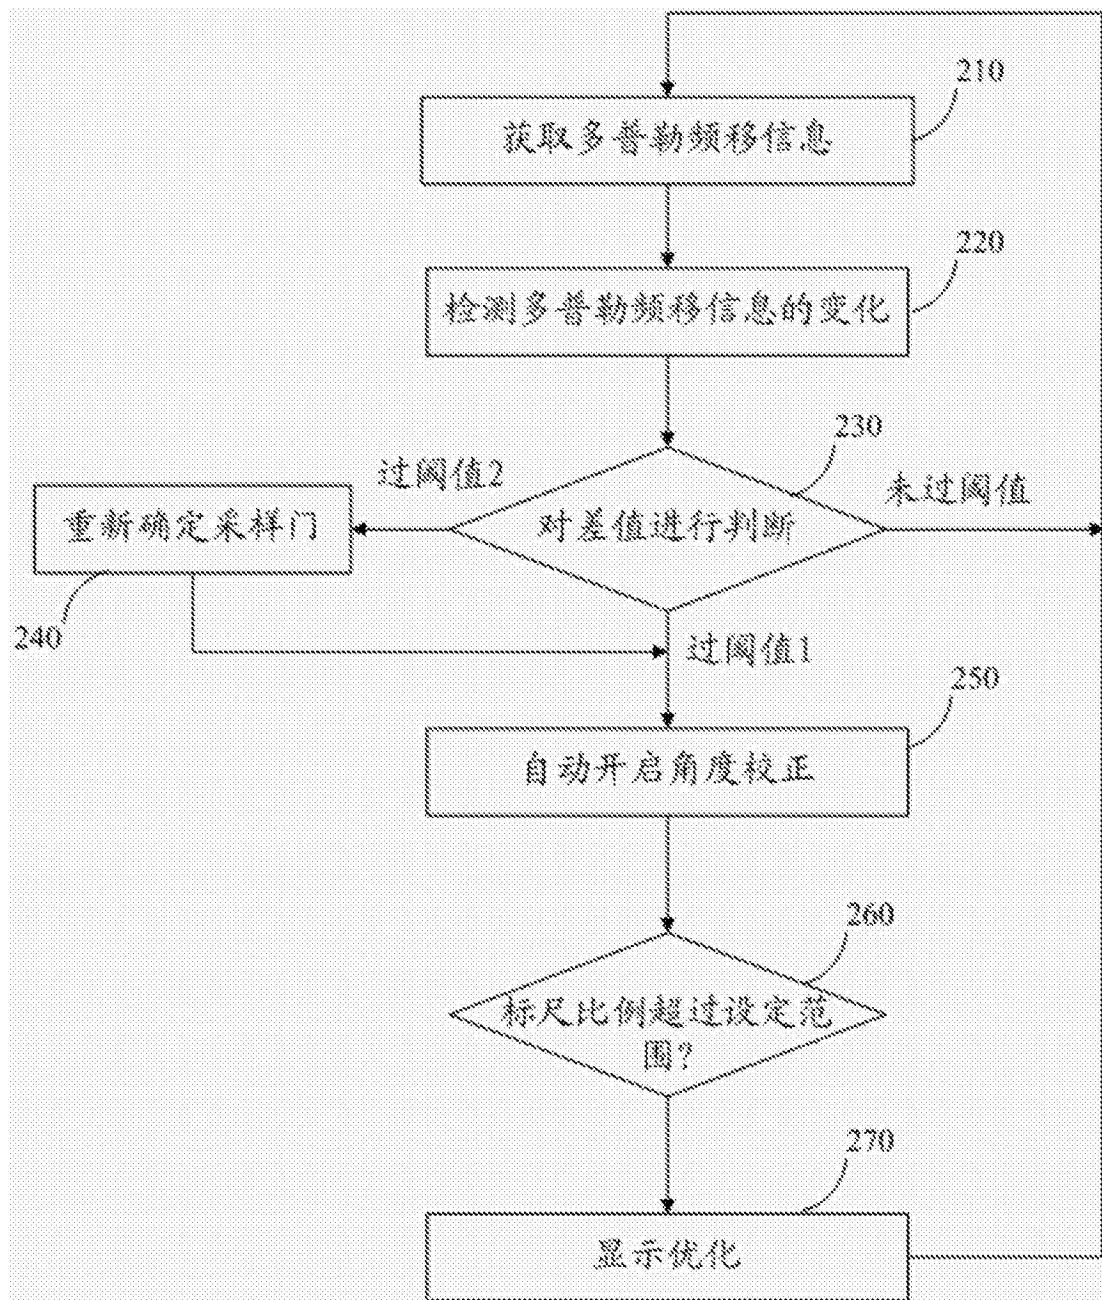 210
获取多普勒频移信息
220
检测多普勒频移信息的变化
230
过阈值2
未过阈值
对差值进行判断
重新确定采样门
240
过阈值1
250
自动开启角度校正
260
标尺比例超过设定范
围?
270
显示优化